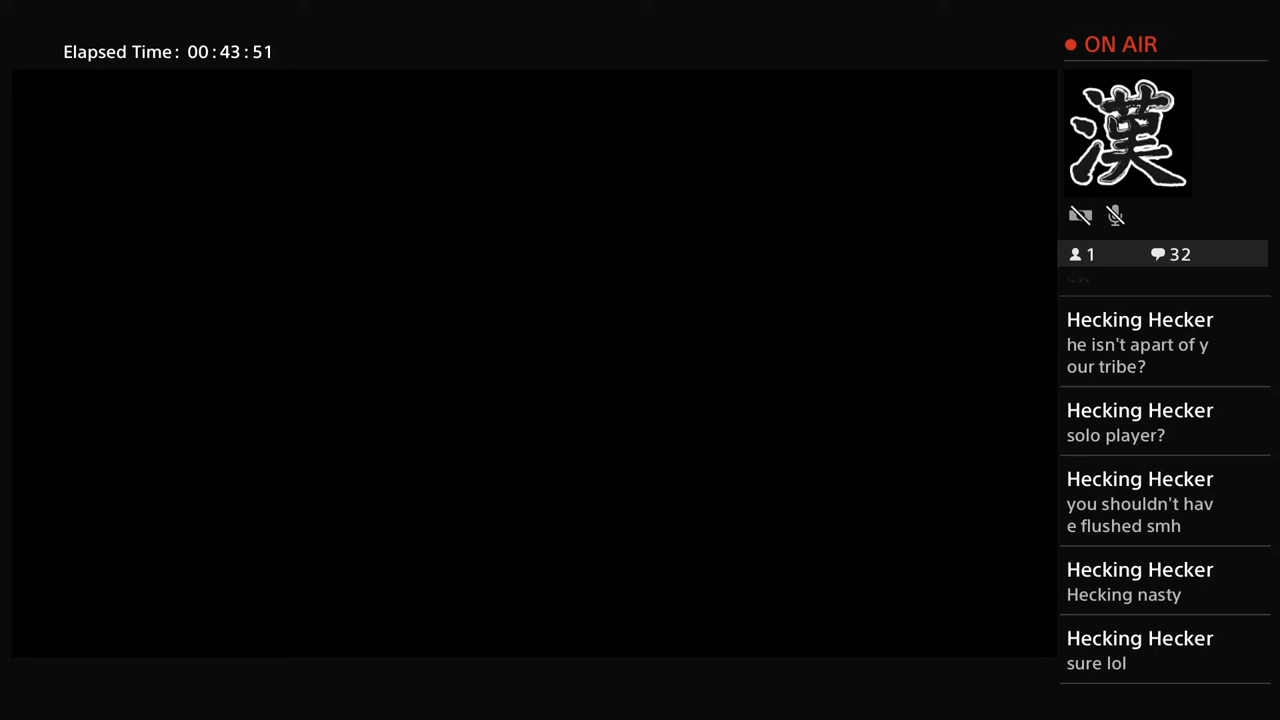 Elapsed Time: 00:43:51
ON AIR
漢
1 32
Hecking Hecker
he isn't apart of y
our tribe?
Hecking Hecker
solo player?
Hecking Hecker
you shouldn't hav
e flushed smh
Hecking Hecker
Hecking nasty
Hecking Hecker
sure lol